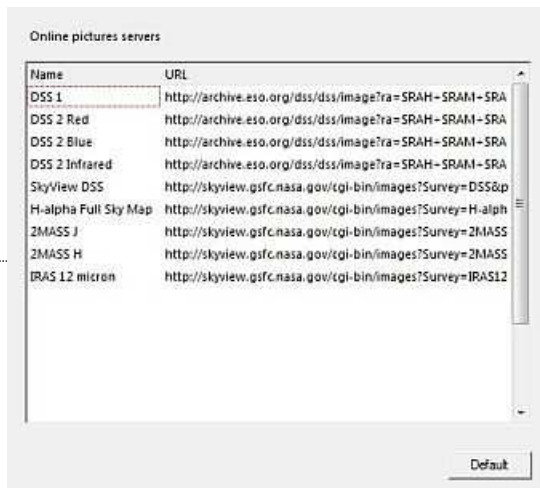 Online pictures servers
Name URL
DSS 1 http://archive.eso.org/dss/dss/image?ra=SRAH+SRAM+SRA
DSS 2 Red http://archive.eso.org/dss/dss/image?ra=SRAH+SRAM+SRA
DSS 2 Blue http://archive.eso.org/dss/dss/image?ra=SRAH+SRAM+SRA
DSS 2 Infrared http://archive.eso.org/dss/dss/image?ra=SRAH+SRAM+SRA
SkyView DSS http://skyview.gsfc.nasa.gov/cgi-bin/images?Survey=DSS&p
H-alpha Full Sky Map http://skyview.gsfc.nasa.gov/cgi-bin/images?Survey=H-alph
2MASS J http://skyview.gsfc.nasa.gov/cgi-bin/images?Survey=2MASS
2MASS H http://skyview.gsfc.nasa.gov/cgi-bin/images?Survey=2MASS
IRAS 12 micron http://skyview.gsfc.nasa.gov/cgi-bin/images?Survey=IRAS12
Default